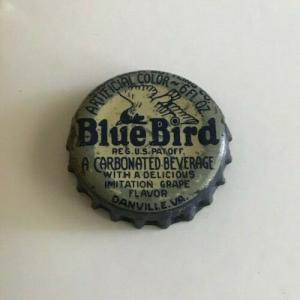 ARTIFICIAL COLOR ~ 6 FL. OZ.
Blue Bird
REG. U.S. PAT. OFF.
A CARBONATED BEVERAGE
WITH A DELICIOUS
IMITATION GRAPE
FLAVOR
DANVILLE, VA.